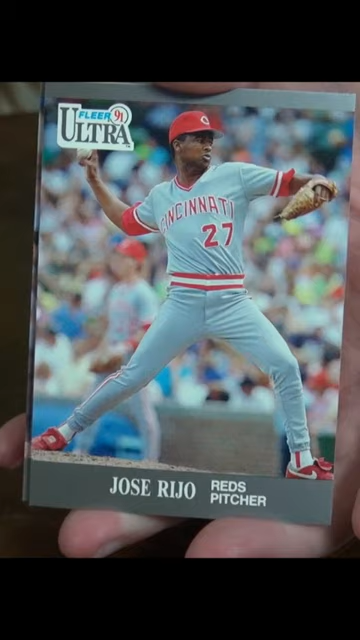 FLEER 91
ULTRA
C
CINCINNATI
27
JOSE RIJO
REDS
PITCHER